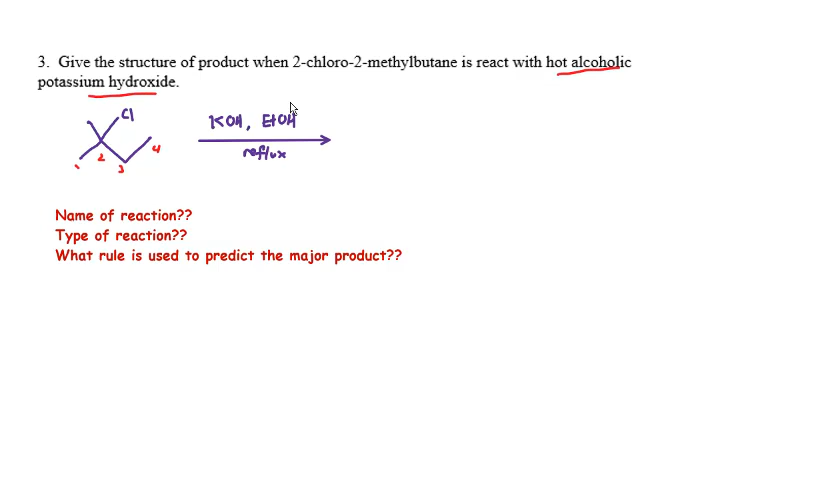 3. Give the structure of product when 2-chloro-2-methylbutane is react with hot alcoholic
potassium hydroxide.
Cl
KOH, EtOH
reflux
1
2
3
4
Name of reaction??
Type of reaction??
What rule is used to predict the major product??